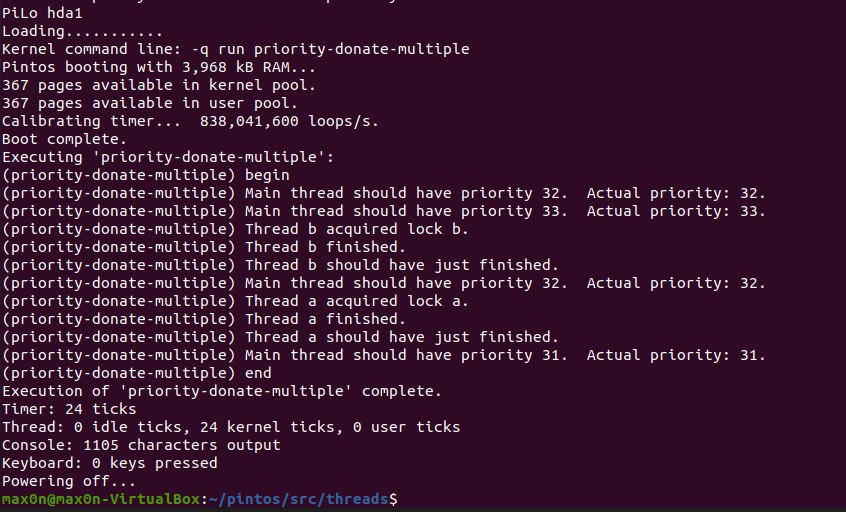 PiLo hda1
Loading...........
Kernel command line: -q run priority-donate-multiple
Pintos booting with 3,968 kB RAM...
367 pages available in kernel pool.
367 pages available in user pool.
Calibrating timer...  838,041,600 loops/s.
Boot complete.
Executing 'priority-donate-multiple':
(priority-donate-multiple) begin
(priority-donate-multiple) Main thread should have priority 32.  Actual priority: 32.
(priority-donate-multiple) Main thread should have priority 33.  Actual priority: 33.
(priority-donate-multiple) Thread b acquired lock b.
(priority-donate-multiple) Thread b finished.
(priority-donate-multiple) Thread b should have just finished.
(priority-donate-multiple) Main thread should have priority 32.  Actual priority: 32.
(priority-donate-multiple) Thread a acquired lock a.
(priority-donate-multiple) Thread a finished.
(priority-donate-multiple) Thread a should have just finished.
(priority-donate-multiple) Main thread should have priority 31.  Actual priority: 31.
(priority-donate-multiple) end
Execution of 'priority-donate-multiple' complete.
Timer: 24 ticks
Thread: 0 idle ticks, 24 kernel ticks, 0 user ticks
Console: 1105 characters output
Keyboard: 0 keys pressed
Powering off...
max0n@max0n-VirtualBox:~/pintos/src/threads$